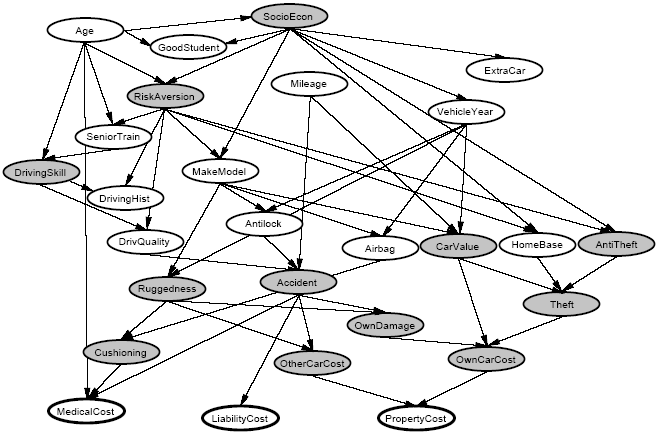 SocioEcon
Age
GoodStudent
ExtraCar
Mileage
RiskAversion
VehicleYear
SeniorTrain
DrivingSkill
MakeModel
DrivingHist
Antilock
DrivQuality
Airbag
CarValue
HomeBase
AntiTheft
Ruggedness
Accident
Theft
OwnDamage
Cushioning
OtherCarCost
OwnCarCost
MedicalCost
LiabilityCost
PropertyCost